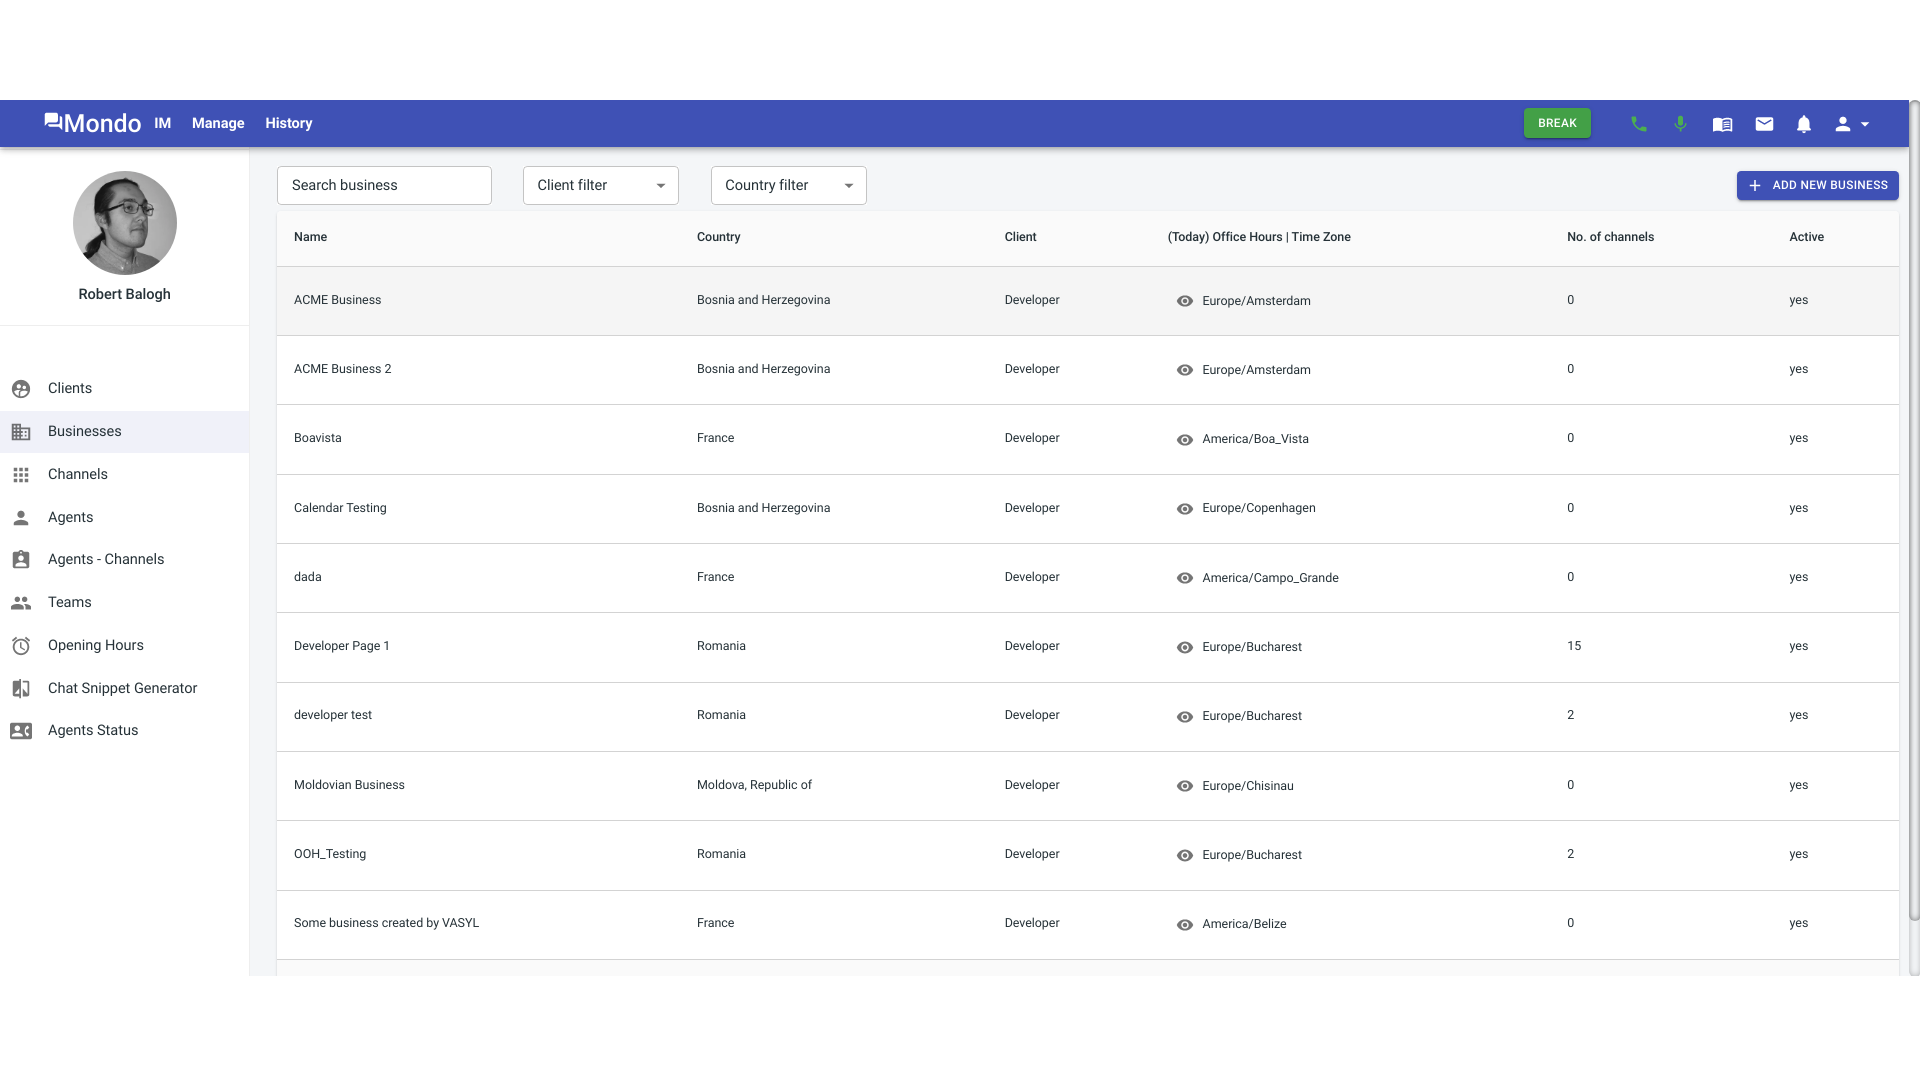 Mondo IM Manage History BREAK
Robert Balogh
Clients
Businesses
Channels
Agents
Agents - Channels
Teams
Opening Hours
Chat Snippet Generator
Agents Status
Search business Client filter Country filter ADD NEW BUSINESS
Name Country Client (Today) Office Hours | Time Zone No. of channels Active
ACME Business Bosnia and Herzegovina Developer Europe/Amsterdam 0 yes
ACME Business 2 Bosnia and Herzegovina Developer Europe/Amsterdam 0 yes
Boavista France Developer America/Boa_Vista 0 yes
Calendar Testing Bosnia and Herzegovina Developer Europe/Copenhagen 0 yes
dada France Developer America/Campo_Grande 0 yes
Developer Page 1 Romania Developer Europe/Bucharest 15 yes
developer test Romania Developer Europe/Bucharest 2 yes
Moldovian Business Moldova, Republic of Developer Europe/Chisinau 0 yes
OOH_Testing Romania Developer Europe/Bucharest 2 yes
Some business created by VASYL France Developer America/Belize 0 yes